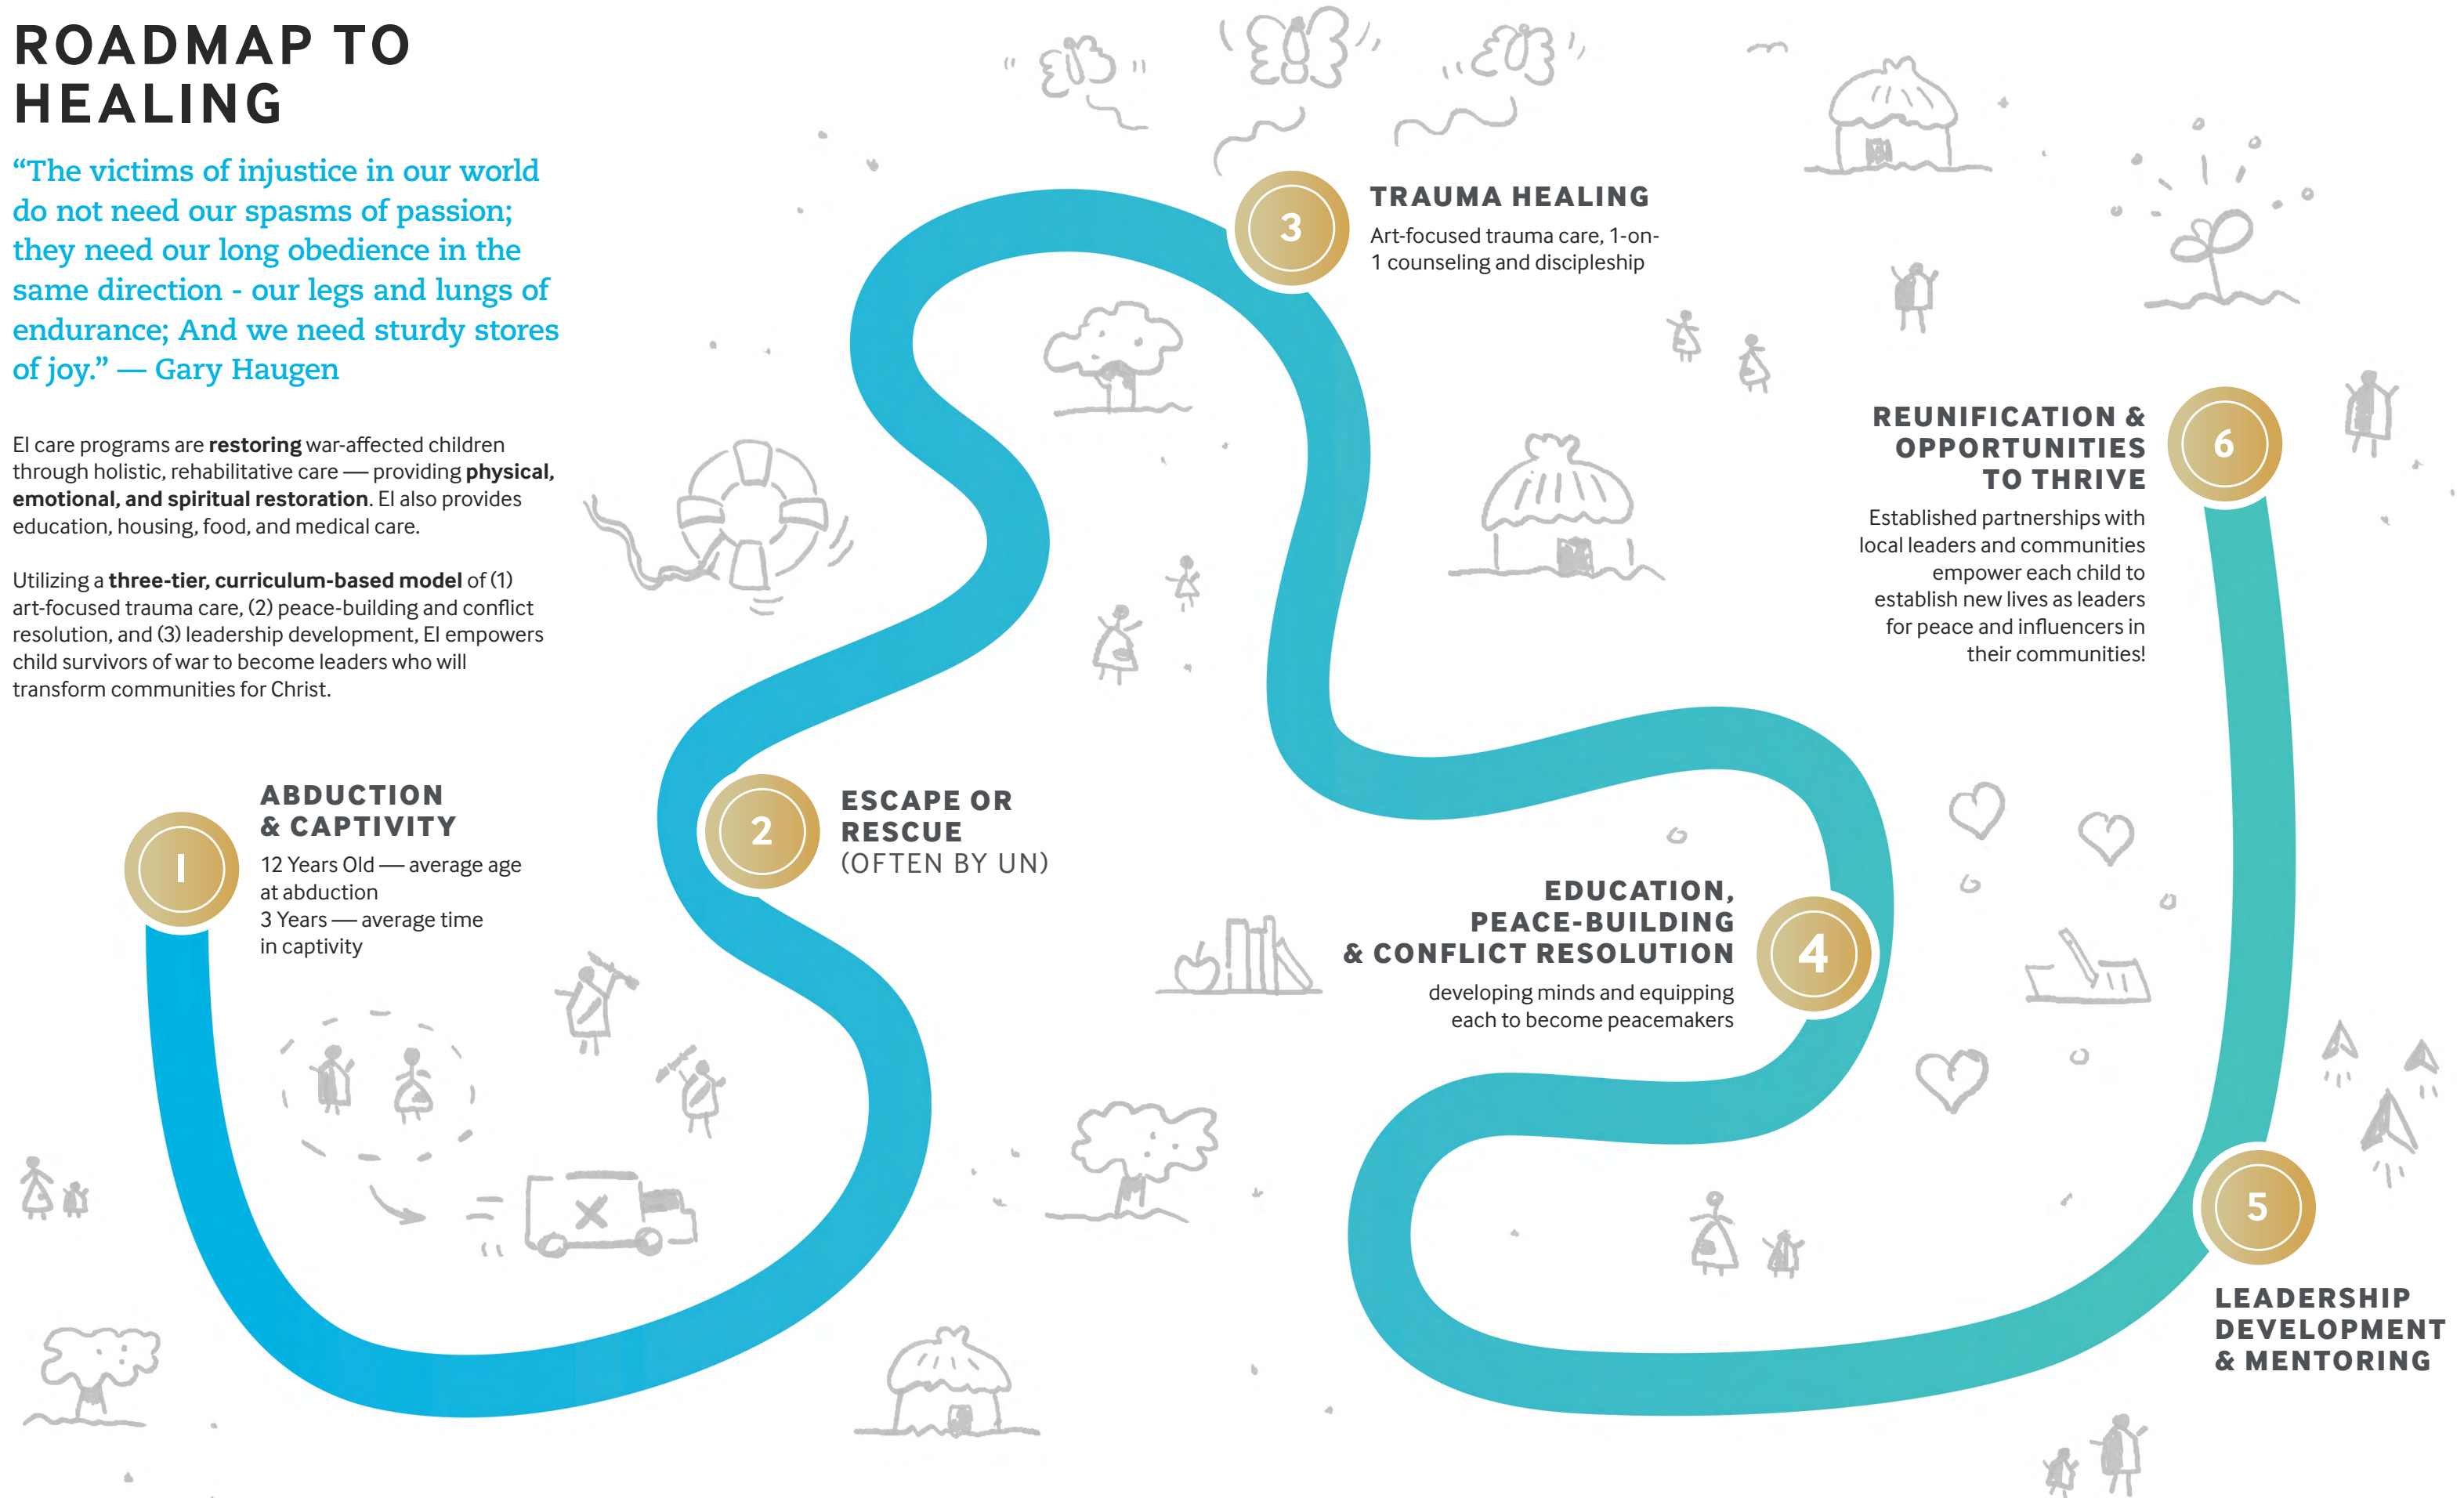 ROADMAP TO
HEALING
“The victims of injustice in our world
do not need our spasms of passion;
they need our long obedience in the
same direction - our legs and lungs of
endurance; And we need sturdy stores
of joy.” — Gary Haugen
EI care programs are restoring war-affected children
through holistic, rehabilitative care — providing physical,
emotional, and spiritual restoration. EI also provides
education, housing, food, and medical care.
Utilizing a three-tier, curriculum-based model of (1)
art-focused trauma care, (2) peace-building and conflict
resolution, and (3) leadership development, EI empowers
child survivors of war to become leaders who will
transform communities for Christ.
1
ABDUCTION
& CAPTIVITY
12 Years Old — average age
at abduction
3 Years — average time
in captivity
2
ESCAPE OR
RESCUE
(OFTEN BY UN)
3
TRAUMA HEALING
Art-focused trauma care, 1-on-
1 counseling and discipleship
4
EDUCATION,
PEACE-BUILDING
& CONFLICT RESOLUTION
developing minds and equipping
each to become peacemakers
5
LEADERSHIP
DEVELOPMENT
& MENTORING
6
REUNIFICATION &
OPPORTUNITIES
TO THRIVE
Established partnerships with
local leaders and communities
empower each child to
establish new lives as leaders
for peace and influencers in
their communities!